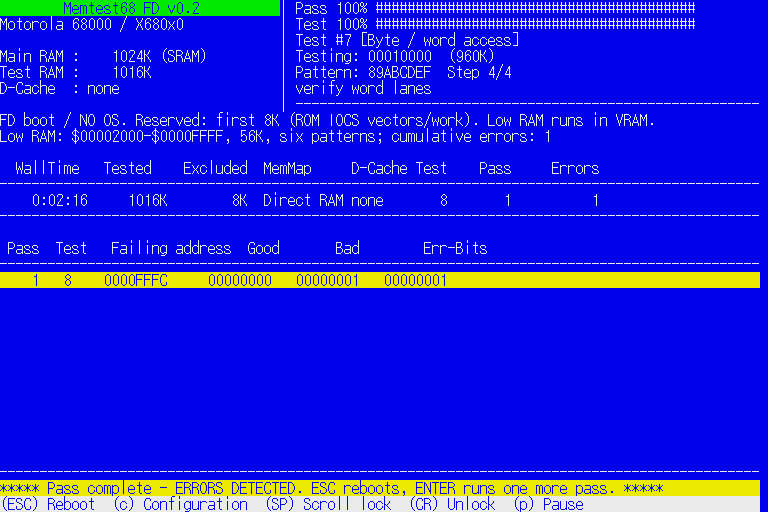 Memtest68 FD v0.2
Motorola 68000 / X680x0
Main RAM :    1024K (SRAM)
Test RAM :    1016K
D-Cache  : none
Pass 100% ########################################
Test 100% ########################################
Test #7 [Byte / word access]
Testing: 00010000  (960K)
Pattern: 89ABCDEF  Step 4/4
verify word lanes
FD boot / NO OS. Reserved: first 8K (ROM IOCS vectors/work). Low RAM runs in VRAM.
Low RAM: $00002000-$0000FFFF, 56K, six patterns; cumulative errors: 1
WallTime   Tested    Excluded  MemMap     D-Cache Test    Pass     Errors
0:02:16     1016K        8K  Direct RAM none       8       1          1
Pass  Test   Failing address  Good       Bad        Err-Bits
1   8    0000FFFC     00000000   00000001   00000001
***** Pass complete - ERRORS DETECTED. ESC reboots, ENTER runs one more pass. *****
(ESC) Reboot  (c) Configuration  (SP) Scroll lock  (CR) Unlock  (p) Pause